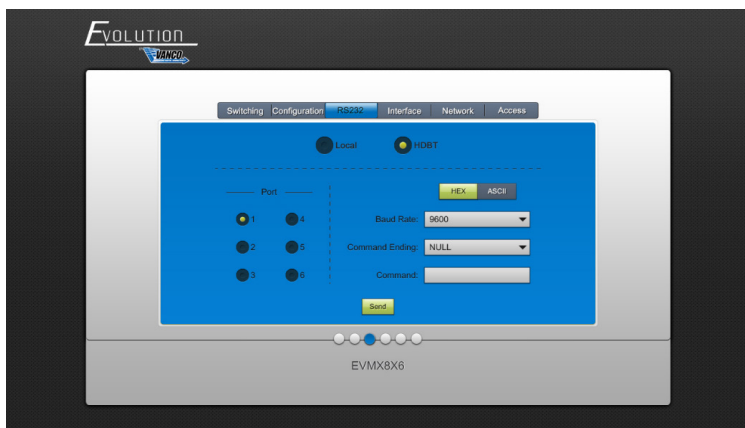 EVOLUTION
BY VANCO
Switching Configuration RS232 Interface Network Access
Local HDBT
Port
HEX ASCII
1 4
Baud Rate: 9600
2 5
Command Ending: NULL
3 6
Command:
Send
EVMX8X6